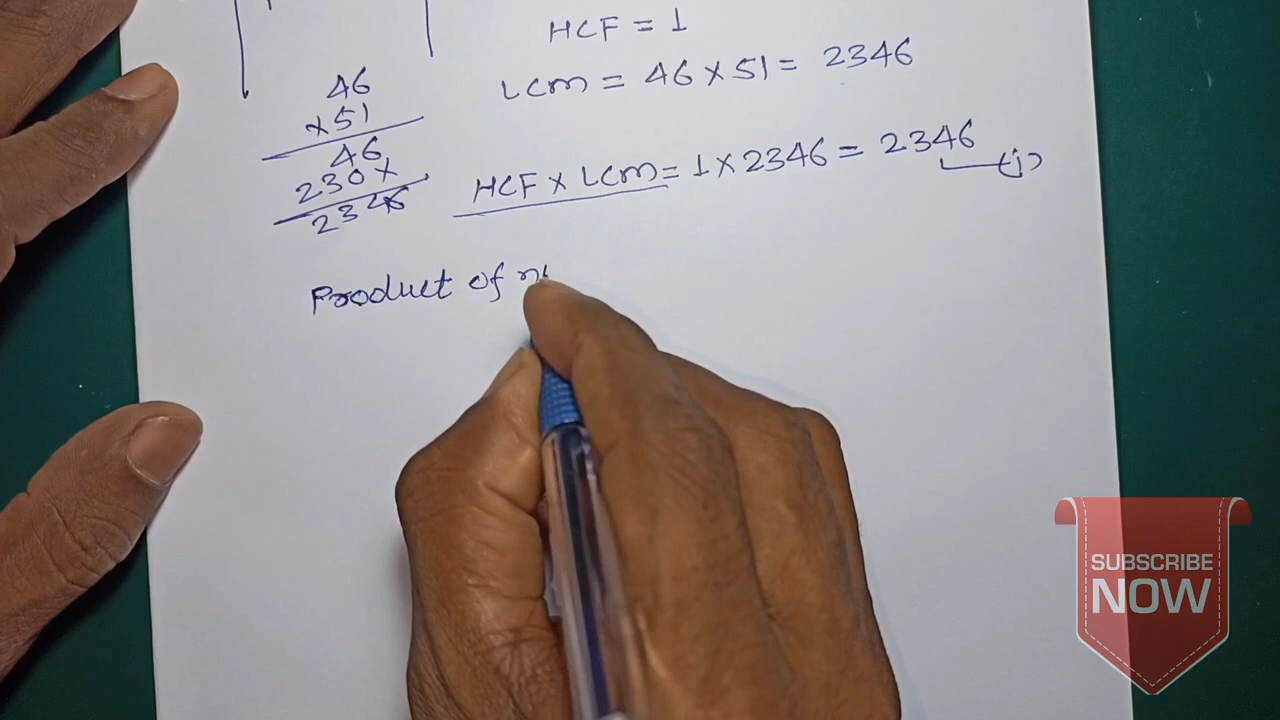 HCF = 1
LCM = 46 × 51 = 2346
46
×51
46
230×
2346
HCF × LCM = 1 × 2346 = 2346
(i)
Product of
SUBSCRIBE
NOW